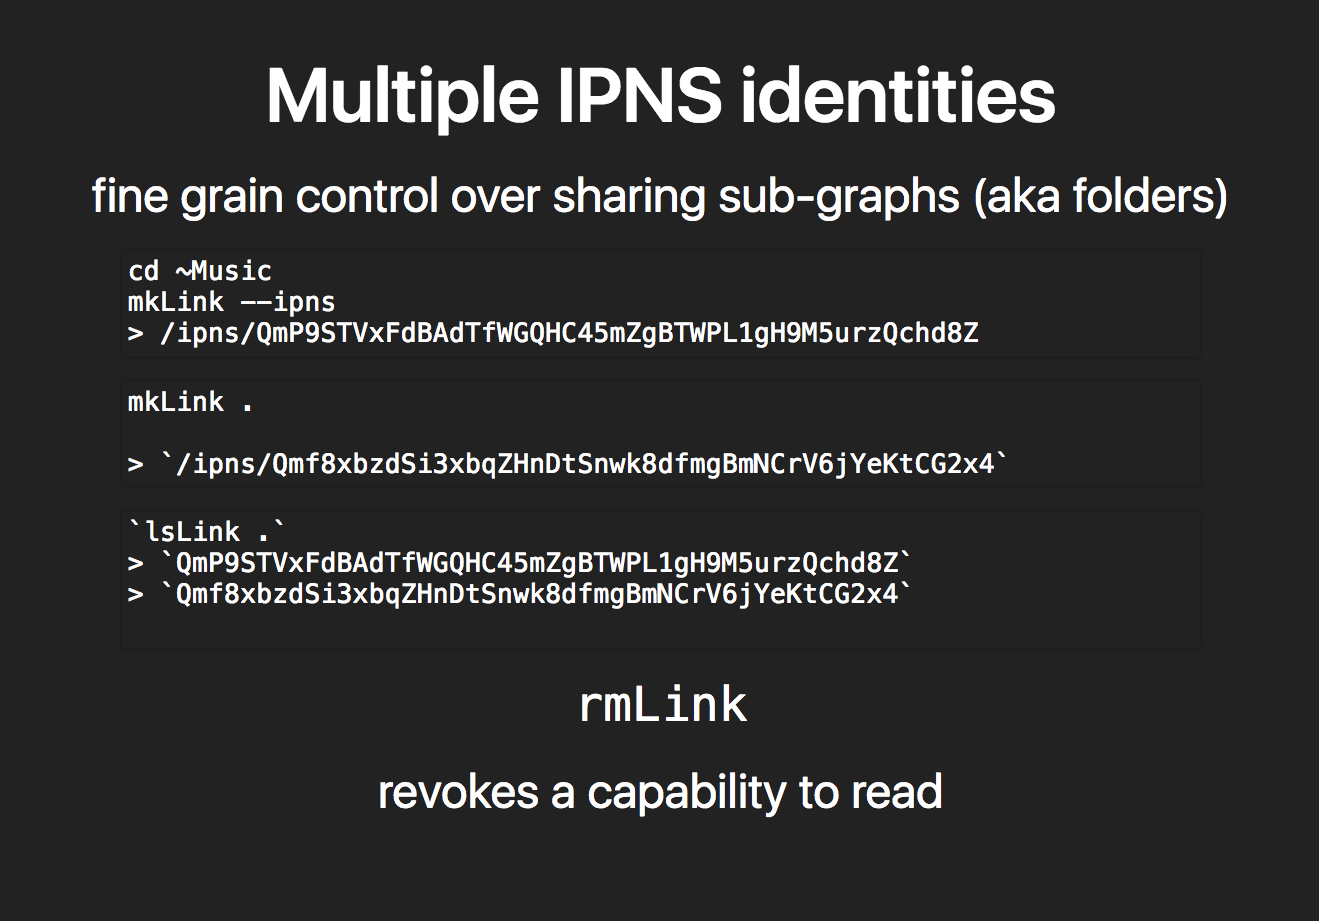 Multiple IPNS identities
fine grain control over sharing sub-graphs (aka folders)
cd ~Music
mkLink --ipns
> /ipns/QmP9STVxFdBAdTfWGQHC45mZgBTWPL1gH9M5urzQchd8Z
mkLink .
> `/ipns/Qmf8xbzdSi3xbqZHnDtSnwk8dfmgBmNCrV6jYeKtCG2x4`
`lsLink .`
> `QmP9STVxFdBAdTfWGQHC45mZgBTWPL1gH9M5urzQchd8Z`
> `Qmf8xbzdSi3xbqZHnDtSnwk8dfmgBmNCrV6jYeKtCG2x4`
rmLink
revokes a capability to read